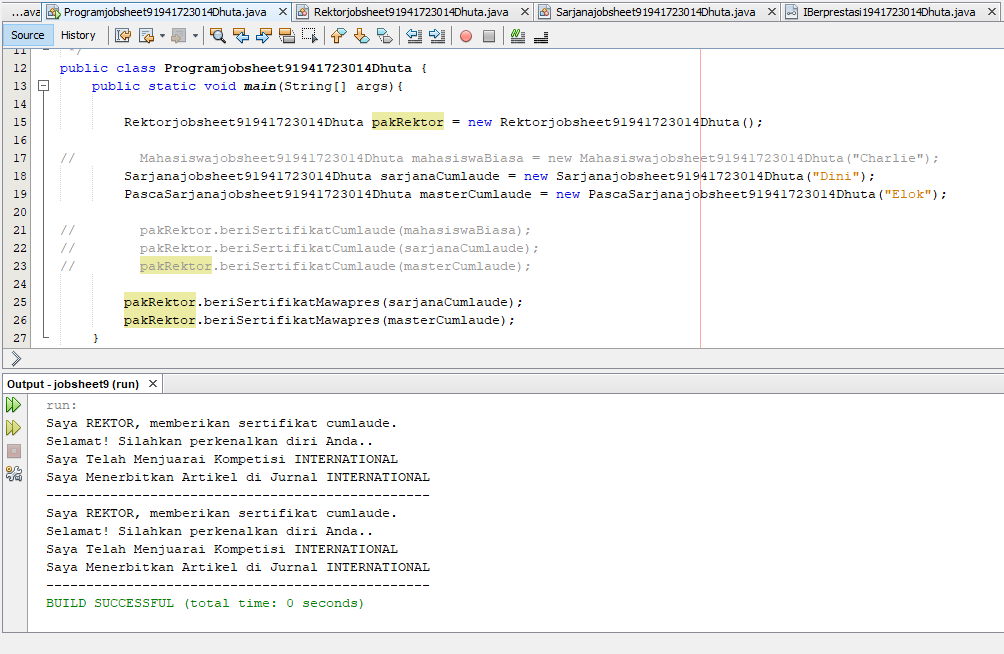 ...ava Programjobsheet91941723014Dhuta.java Rektorjobsheet91941723014Dhuta.java Sarjanajobsheet91941723014Dhuta.java IBerprestasi1941723014Dhuta.java
Source History
11 */
12 public class Programjobsheet91941723014Dhuta {
13 public static void main(String[] args){
14
15 Rektorjobsheet91941723014Dhuta pakRektor = new Rektorjobsheet91941723014Dhuta();
16
17 // Mahasiswajobsheet91941723014Dhuta mahasiswaBiasa = new Mahasiswajobsheet91941723014Dhuta("Charlie");
18 Sarjanajobsheet91941723014Dhuta sarjanaCumlaude = new Sarjanajobsheet91941723014Dhuta("Dini");
19 PascaSarjanajobsheet91941723014Dhuta masterCumlaude = new PascaSarjanajobsheet91941723014Dhuta("Elok");
20
21 // pakRektor.beriSertifikatCumlaude(mahasiswaBiasa);
22 // pakRektor.beriSertifikatCumlaude(sarjanaCumlaude);
23 // pakRektor.beriSertifikatCumlaude(masterCumlaude);
24
25 pakRektor.beriSertifikatMawapres(sarjanaCumlaude);
26 pakRektor.beriSertifikatMawapres(masterCumlaude);
27 }
Output - jobsheet9 (run)
run:
Saya REKTOR, memberikan sertifikat cumlaude.
Selamat! Silahkan perkenalkan diri Anda..
Saya Telah Menjuarai Kompetisi INTERNATIONAL
Saya Menerbitkan Artikel di Jurnal INTERNATIONAL
------------------------------------------------
Saya REKTOR, memberikan sertifikat cumlaude.
Selamat! Silahkan perkenalkan diri Anda..
Saya Telah Menjuarai Kompetisi INTERNATIONAL
Saya Menerbitkan Artikel di Jurnal INTERNATIONAL
------------------------------------------------
BUILD SUCCESSFUL (total time: 0 seconds)